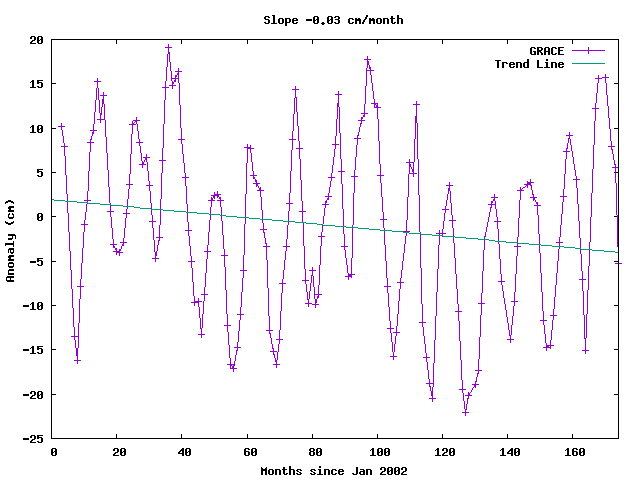 Slope -0.03 cm/month
GRACE
Trend Line
20
15
10
5
0
-5
-10
-15
-20
-25
Anomaly (cm)
0 20 40 60 80 100 120 140 160
Months since Jan 2002